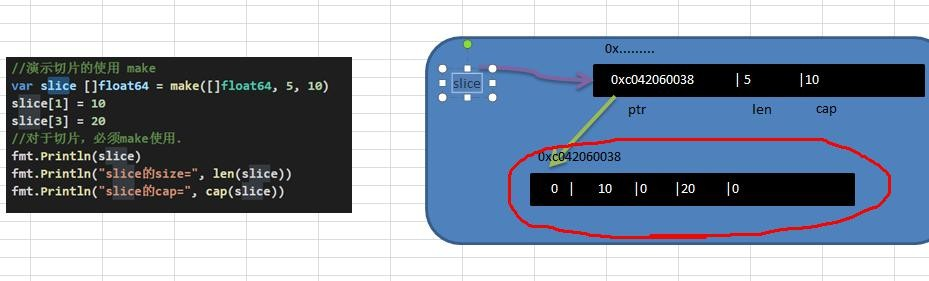 //演示切片的使用 make
var slice []float64 = make([]float64, 5, 10)
slice[1] = 10
slice[3] = 20
//对于切片，必须make使用.
fmt.Println(slice)
fmt.Println("slice的size=", len(slice))
fmt.Println("slice的cap=", cap(slice))
0x.........
slice
0xc042060038 |5 |10
ptr len cap
0xc042060038
0 | 10 |0 |20 |0